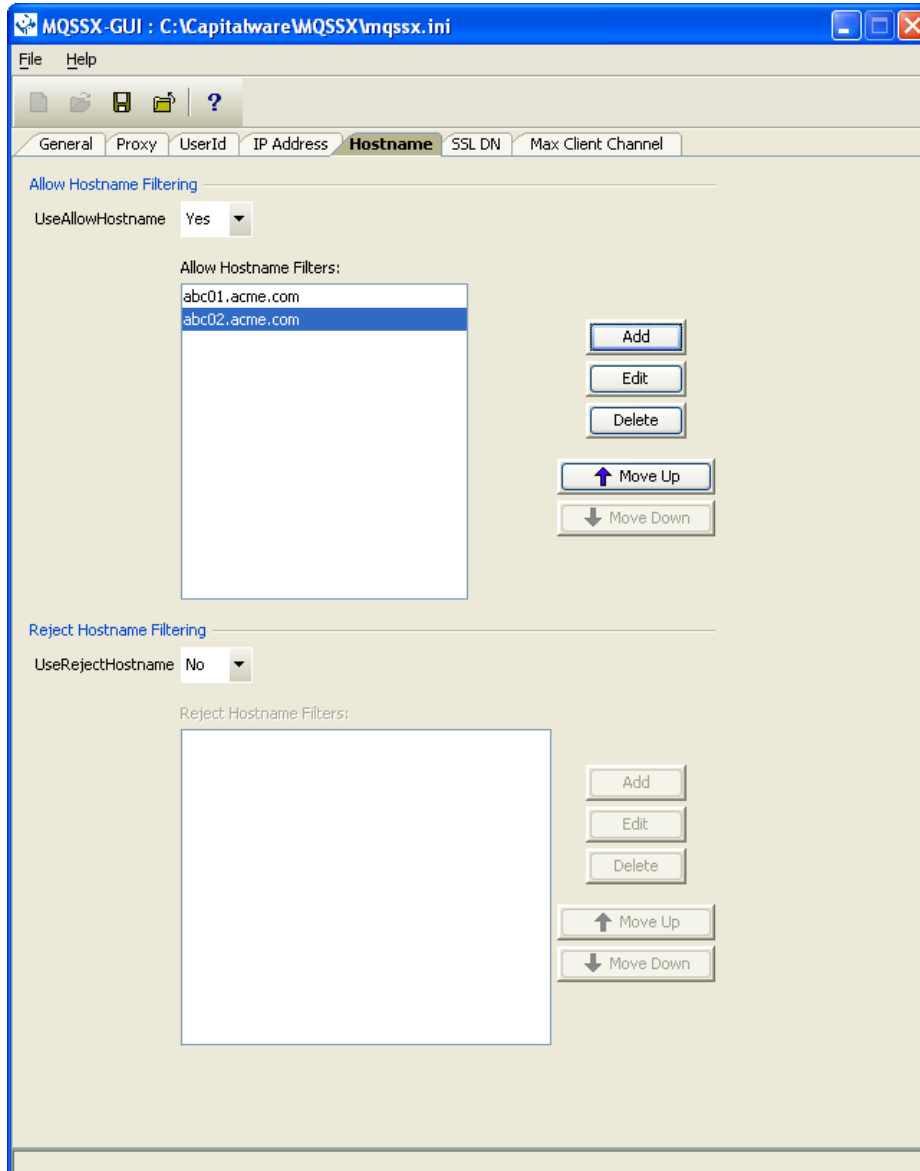 MQSSX-GUI : C:\Capitalware\MQSSX\mqssx.ini
File Help
?
General Proxy UserId IP Address Hostname SSL DN Max Client Channel
Allow Hostname Filtering
UseAllowHostname Yes
Allow Hostname Filters:
abc01.acme.com
abc02.acme.com
Add
Edit
Delete
Move Up
Move Down
Reject Hostname Filtering
UseRejectHostname No
Reject Hostname Filters:
Add
Edit
Delete
Move Up
Move Down